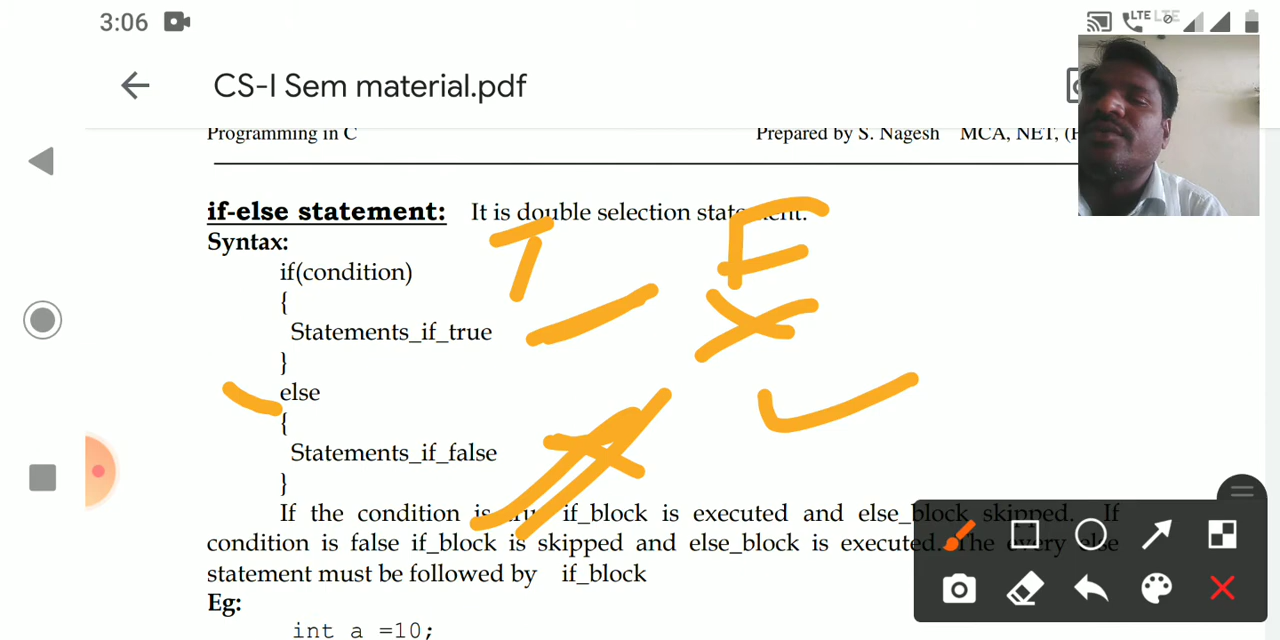 3:06
LTE LTE
CS-I Sem material.pdf
Programming in C Prepared by S. Nagesh MCA, NET, (
if-else statement: It is double selection statement.
Syntax:
if(condition)
T F
{
Statements_if_true
}
else
{
Statements_if_false
}
If the condition is true if_block is executed and else_block skipped. If
condition is false if_block is skipped and else_block is executed. The every else
statement must be followed by if_block
Eg:
int a =10;